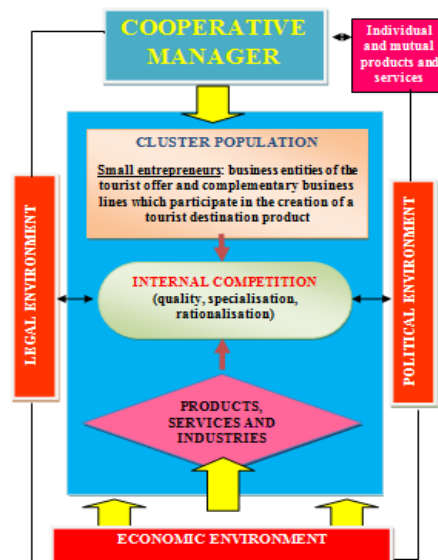 COOPERATIVE
MANAGER
Individual
and mutual
products and
services
CLUSTER POPULATION
Small entrepreneurs: business entities of the
tourist offer and complementary business
lines which participate in the creation of a
tourist destination product
LEGAL ENVIRONMENT
INTERNAL COMPETITION
(quality, specialisation,
rationalisation)
POLITICAL ENVIRONMENT
PRODUCTS,
SERVICES AND
INDUSTRIES
ECONOMIC ENVIRONMENT